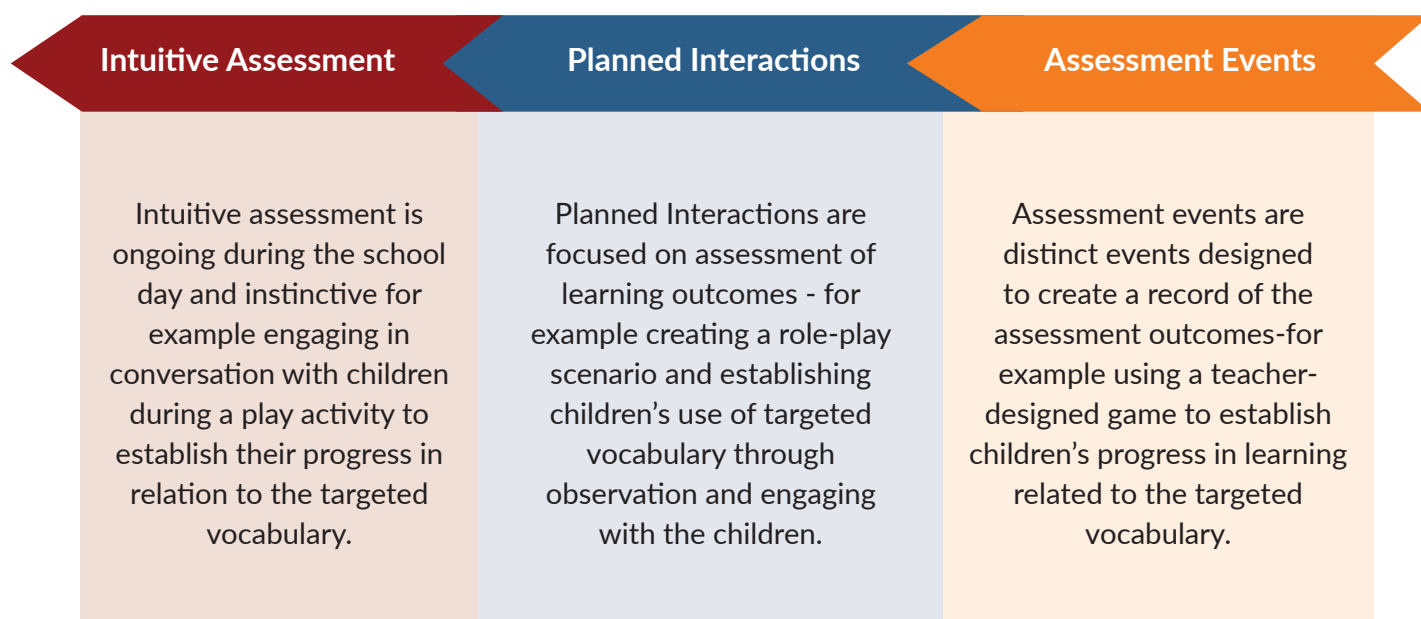 Intuitive Assessment
Intuitive assessment is
ongoing during the school
day and instinctive for
example engaging in
conversation with children
during a play activity to
establish their progress in
relation to the targeted
vocabulary.
Planned Interactions
Planned Interactions are
focused on assessment of
learning outcomes - for
example creating a role-play
scenario and establishing
children’s use of targeted
vocabulary through
observation and engaging
with the children.
Assessment Events
Assessment events are
distinct events designed
to create a record of the
assessment outcomes-for
example using a teacher-
designed game to establish
children’s progress in learning
related to the targeted
vocabulary.